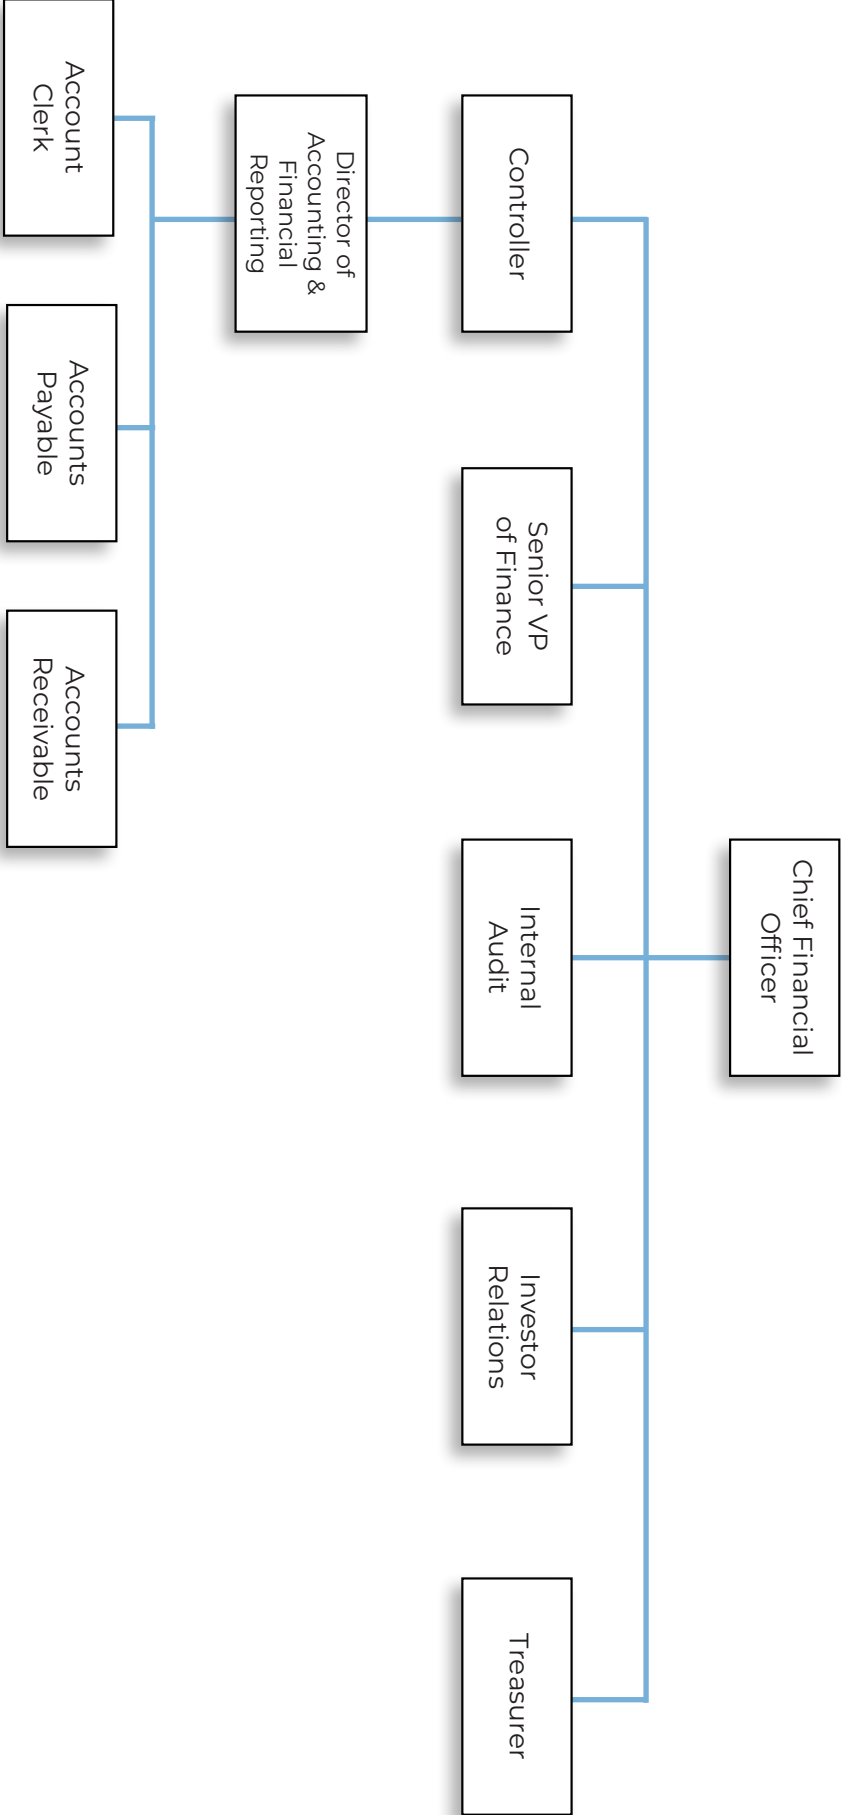 Chief Financial
Officer
Controller
Senior VP
of Finance
Internal
Audit
Investor
Relations
Treasurer
Director of
Accounting &
Financial
Reporting
Account
Clerk
Accounts
Payable
Accounts
Receivable